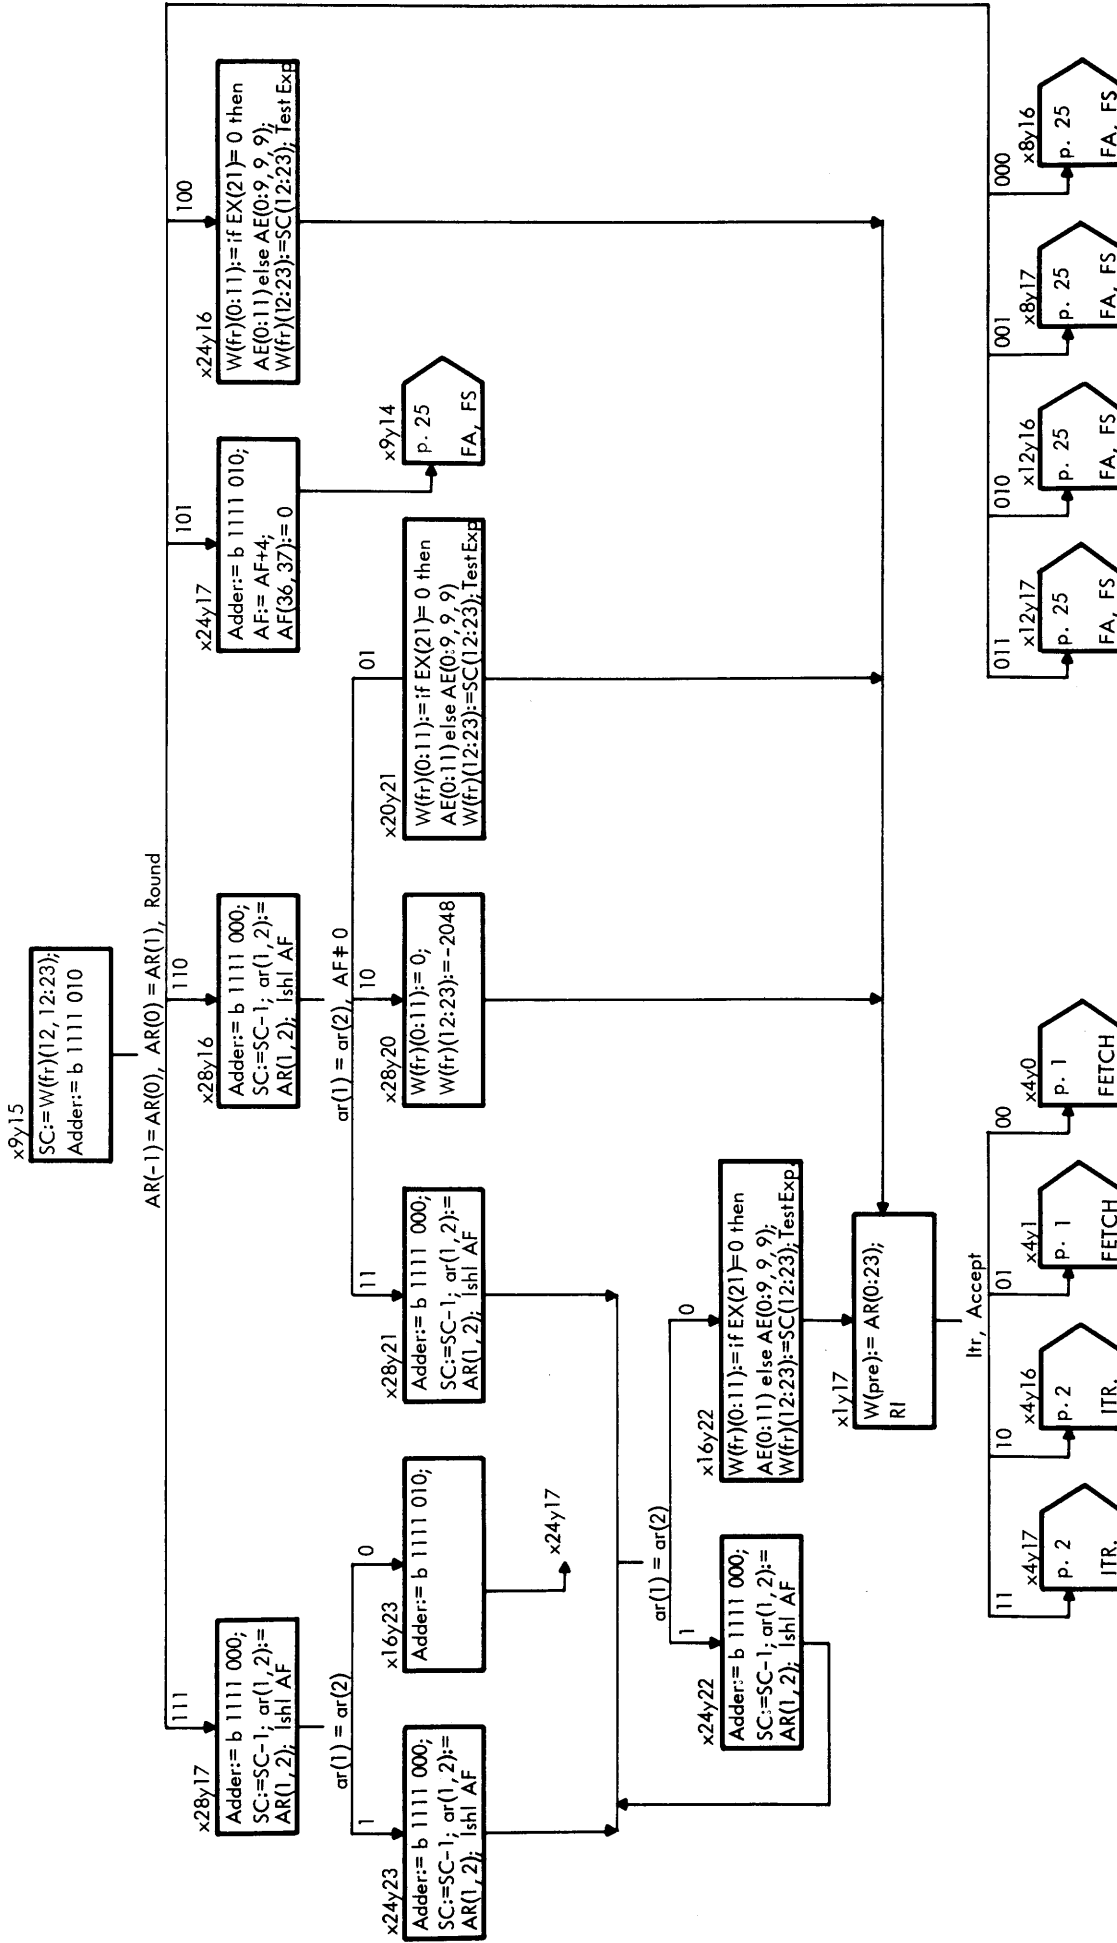 x9y15
SC:= W(fr)(12, 12:23);
Adder:= b 1111 010
AR(-1) = AR(0), AR(0) = AR(1), Round
111
110
101
100
x28y17
Adder:= b 1111 000;
SC:=SC-1; ar(1,2):=
AR(1, 2); lshl AF
x28y16
Adder:= b 1111 000;
SC:=SC-1; ar(1,2):=
AR(1, 2); lshl AF
x24y17
Adder:= b 1111 010;
AF:= AF+4;
AF(36, 37):= 0
x24y16
W(fr)(0:11):= if EX(21)= 0 then
AE(0:11) else AE(0:9, 9, 9);
W(fr)(12:23):=SC(12:23); Test Exp
ar(1) = ar(2)
1
0
ar(1) = ar(2), AF ≠ 0
11
10
01
x24y23
Adder:= b 1111 000;
SC:=SC-1; ar(1,2):=
AR(1, 2); lshl AF
x16y23
Adder:= b 1111 010;
x24y17
x28y21
Adder:= b 1111 000;
SC:=SC-1; ar(1,2):=
AR(1, 2); lshl AF
x28y20
W(fr)(0:11):= 0;
W(fr)(12:23):=-2048
x20y21
W(fr)(0:11):= if EX(21)= 0 then
AE(0:11) else AE(0:9, 9, 9)
W(fr)(12:23):=SC(12:23); Test Exp
x9y14
p. 25
FA, FS
ar(1) = ar(2)
1
0
x24y22
Adder:= b 1111 000;
SC:=SC-1; ar(1,2):=
AR(1, 2); lshl AF
x16y22
W(fr)(0:11):= if EX(21)=0 then
AE(0:11) else AE(0:9, 9, 9);
W(fr)(12:23):=SC(12:23); TestExp.
x1y17
W(pre):= AR(0:23);
RI
Itr, Accept
11
10
01
00
011
010
001
000
x4y17
p. 2
ITR.
x4y16
p. 2
ITR.
x4y1
p. 1
FETCH
x4y0
p. 1
FETCH
x12y17
p. 25
FA, FS
x12y16
p. 25
FA, FS
x8y17
p. 25
FA, FS
x8y16
p. 25
FA, FS